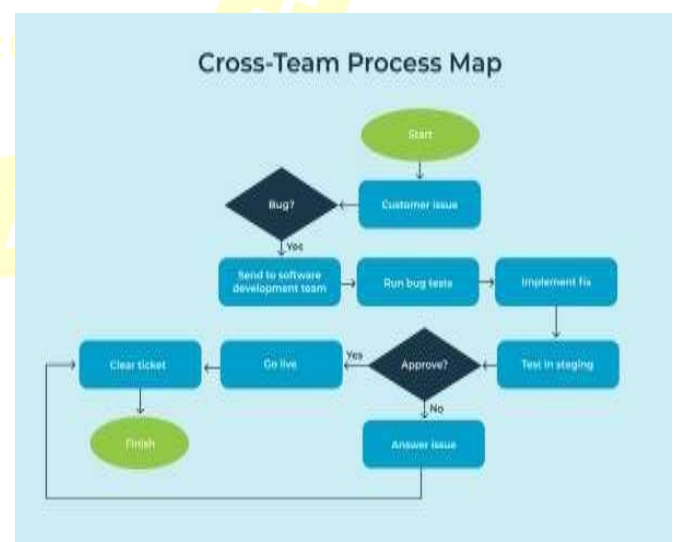 Cross-Team Process Map
Start
Bug?
Customer issue
Yes
Send to software
development team
Run bug tests
Implement fix
Clear ticket
Go live
Yes
Approve?
Test in staging
No
Finish
Answer issue